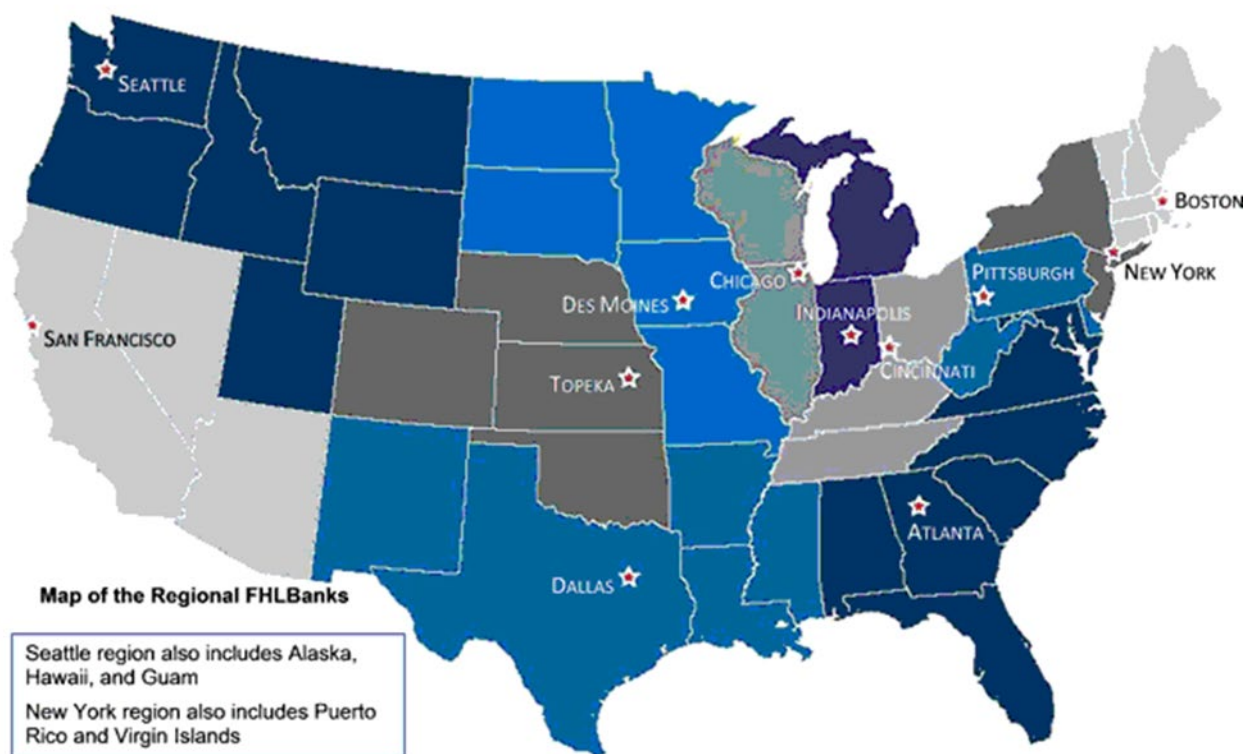 SEATTLE
BOSTON
CHICAGO
PITTSBURGH
NEW YORK
DES MOINES
INDIANAPOLIS
SAN FRANCISCO
CINCINNATI
TOPEKA
ATLANTA
DALLAS
Map of the Regional FHLBanks
Seattle region also includes Alaska,
Hawaii, and Guam
New York region also includes Puerto
Rico and Virgin Islands